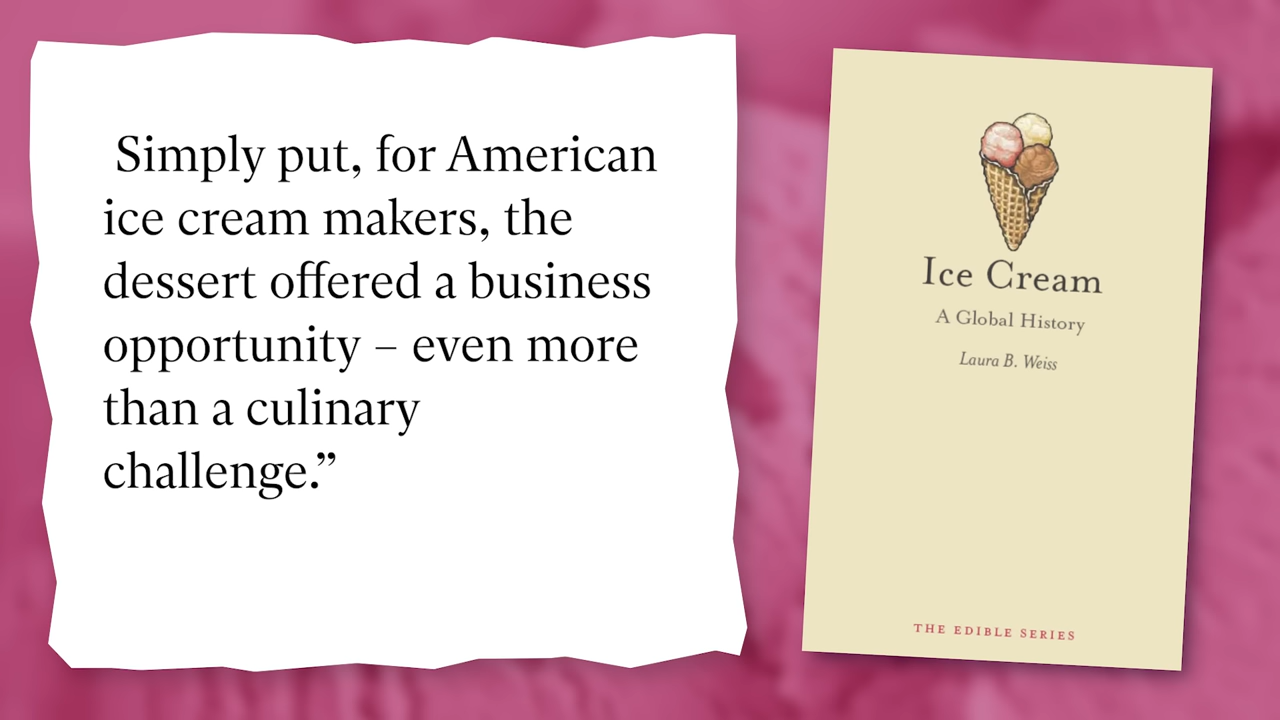 Simply put, for American
ice cream makers, the
dessert offered a business
opportunity – even more
than a culinary
challenge.”
Ice Cream
A Global History
Laura B. Weiss
THE EDIBLE SERIES